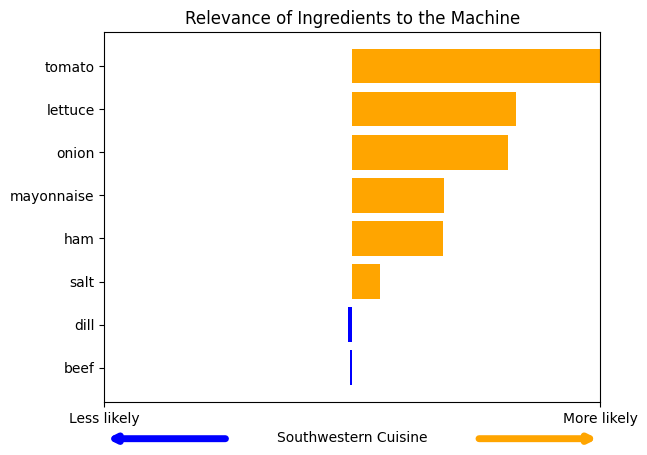 Relevance of Ingredients to the Machine
tomato
lettuce
onion
mayonnaise
ham
salt
dill
beef
Less likely
More likely
Southwestern Cuisine